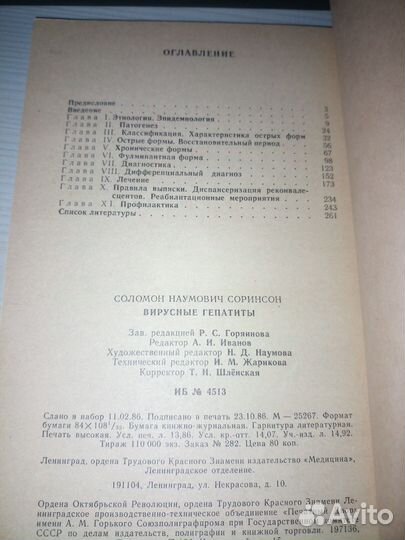 ОГЛАВЛЕНИЕ
Предисловие 3
Введение 5
Глава I. Этиология. Эпидемиология 9
Глава II. Патогенез 24
Глава III. Классификация. Характеристика острых форм 32
Глава IV. Острые формы. Восстановительный период 56
Глава V. Хронические формы 67
Глава VI. Фульминантная форма 98
Глава VII. Диагностика 123
Глава VIII. Дифференциальный диагноз 152
Глава IX. Лечение 173
Глава X. Правила выписки. Диспансеризация реконвале-
сцентов. Реабилитационные мероприятия 234
Глава XI. Профилактика 243
Список литературы 261
СОЛОМОН НАУМОВИЧ СОРИНСОН
ВИРУСНЫЕ ГЕПАТИТЫ
Зав. редакцией Р. С. Горяинова
Редактор А. И. Иванов
Художественный редактор Н. Д. Наумова
Технический редактор И. М. Жарикова
Корректор Т. Н. Шлёнская
ИБ № 4513
Сдано в набор 11.02.86. Подписано в печать 23.10.86. М — 25267. Формат
бумаги 84×108 1/32. Бумага книжно-журнальная. Гарнитура литературная.
Печать высокая. Усл. печ. л. 13,86. Усл. кр.-отт. 14,07. Уч.-изд. л. 14,92.
Тираж 110 000 экз. Заказ № 282. Цена 80 коп.
Ленинград, ордена Трудового Красного Знамени издательство «Медицина»,
Ленинградское отделение.
191104, Ленинград, ул. Некрасова, д. 10.
Ордена Октябрьской Революции, ордена Трудового Красного Знамени Ле-
нинградское производственно-техническое объединение
имени А. М. Горького Союзполиграфпрома при Государственном
СССР по делам издательств, полиграфии и книжной торговли. 197136,
Avito